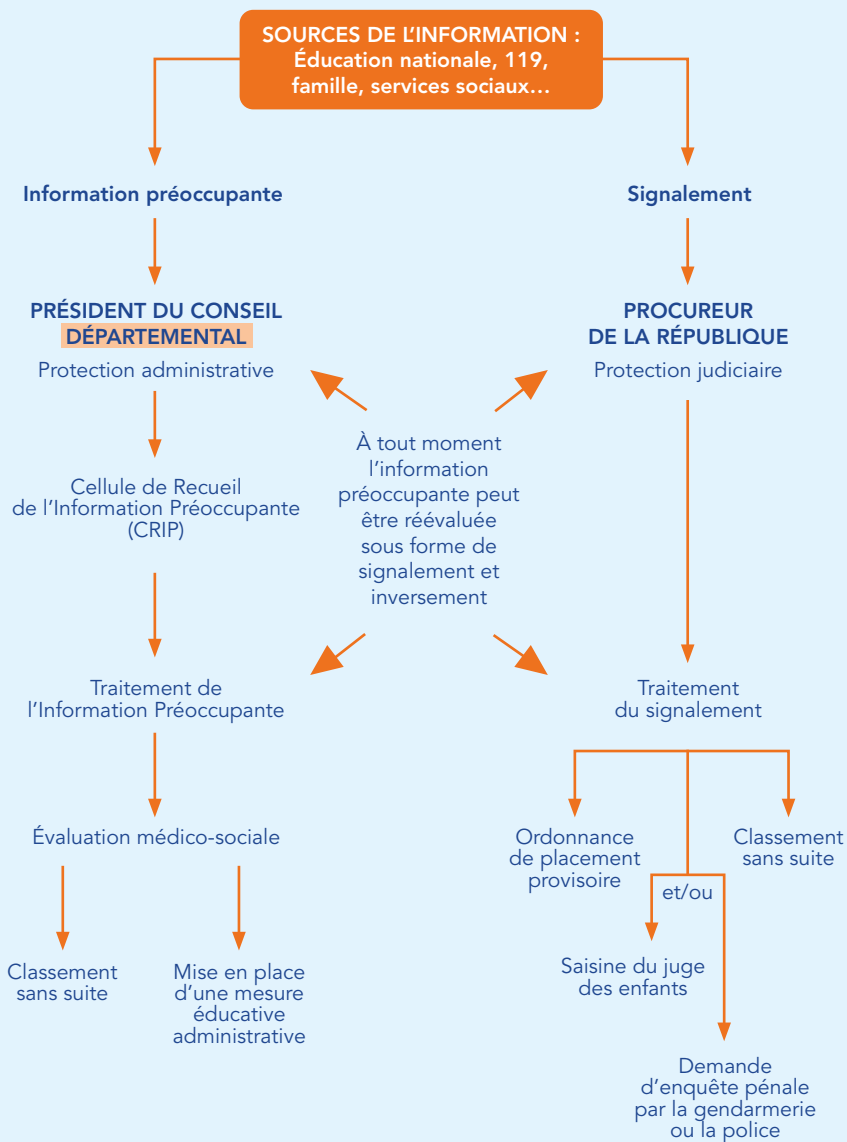 SOURCES DE L’INFORMATION :
Éducation nationale, 119,
famille, services sociaux…
Information préoccupante
Signalement
PRÉSIDENT DU CONSEIL
DÉPARTEMENTAL
Protection administrative
PROCUREUR
DE LA RÉPUBLIQUE
Protection judiciaire
À tout moment
l’information
préoccupante peut
être réévaluée
sous forme de
signalement et
inversement
Cellule de Recueil
de l’Information Préoccupante
(CRIP)
Traitement de
l’Information Préoccupante
Traitement
du signalement
Évaluation médico-sociale
Ordonnance
de placement
provisoire
Classement
sans suite
et/ou
Classement
sans suite
Mise en place
d’une mesure
éducative
administrative
Saisine du juge
des enfants
Demande
d’enquête pénale
par la gendarmerie
ou la police